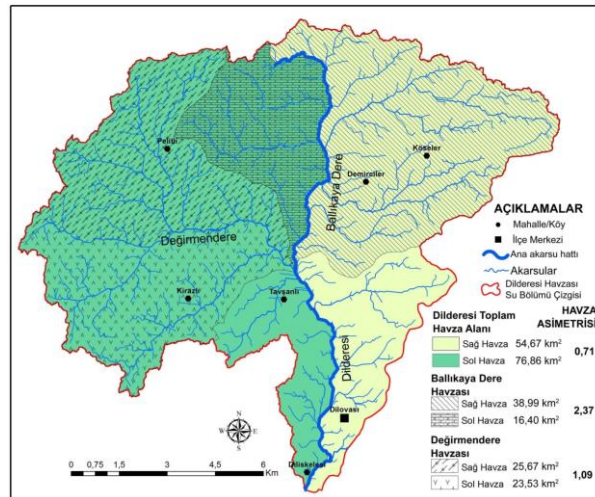 Pelitli
Köseler
Demirciler
Ballıkaya Dere
Değirmendere
Kirazlı
Tavşanlı
Dilderesi
Dilovası
Diliskelesi
N
W
E
S
0 0,75 1,5 3 4,5 6
Km
AÇIKLAMALAR
Mahalle/Köy
İlçe Merkezi
Ana akarsu hattı
Akarsular
Dilderesi Havzası
Su Bölümü Çizgisi
Dilderesi Toplam
Havza Alanı
HAVZA
ASİMETRİSİ
Sağ Havza 54,67 km²
Sol Havza 76,86 km²
0,71
Ballıkaya Dere
Havzası
Sağ Havza 38,99 km²
Sol Havza 16,40 km²
2,37
Değirmendere
Havzası
Sağ Havza 25,67 km²
Sol Havza 23,53 km²
1,09